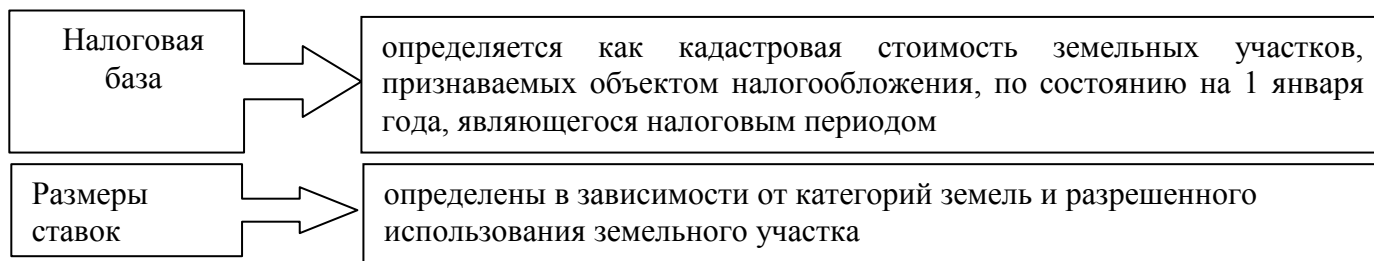 Налоговая
база
определяется как кадастровая стоимость земельных участков,
признаваемых объектом налогообложения, по состоянию на 1 января
года, являющегося налоговым периодом
Размеры
ставок
определены в зависимости от категорий земель и разрешенного
использования земельного участка